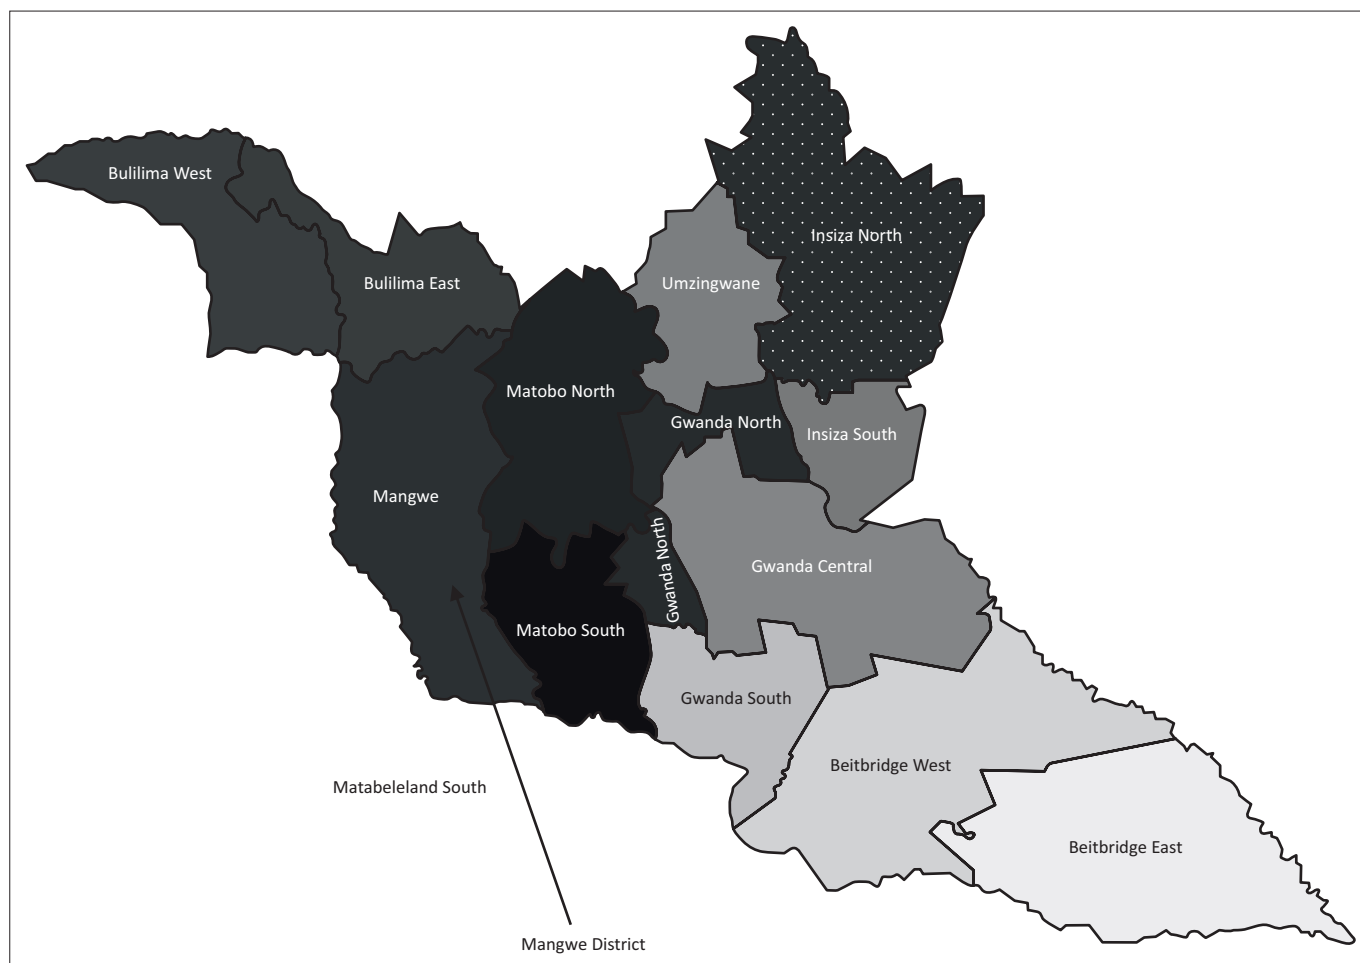 Bulilima West
Insiza North
Bulilima East
Umzingwane
Matobo North
Gwanda North
Insiza South
Mangwe
Gwanda North
Gwanda Central
Matobo South
Gwanda South
Beitbridge West
Matabeleland South
Beitbridge East
Mangwe District